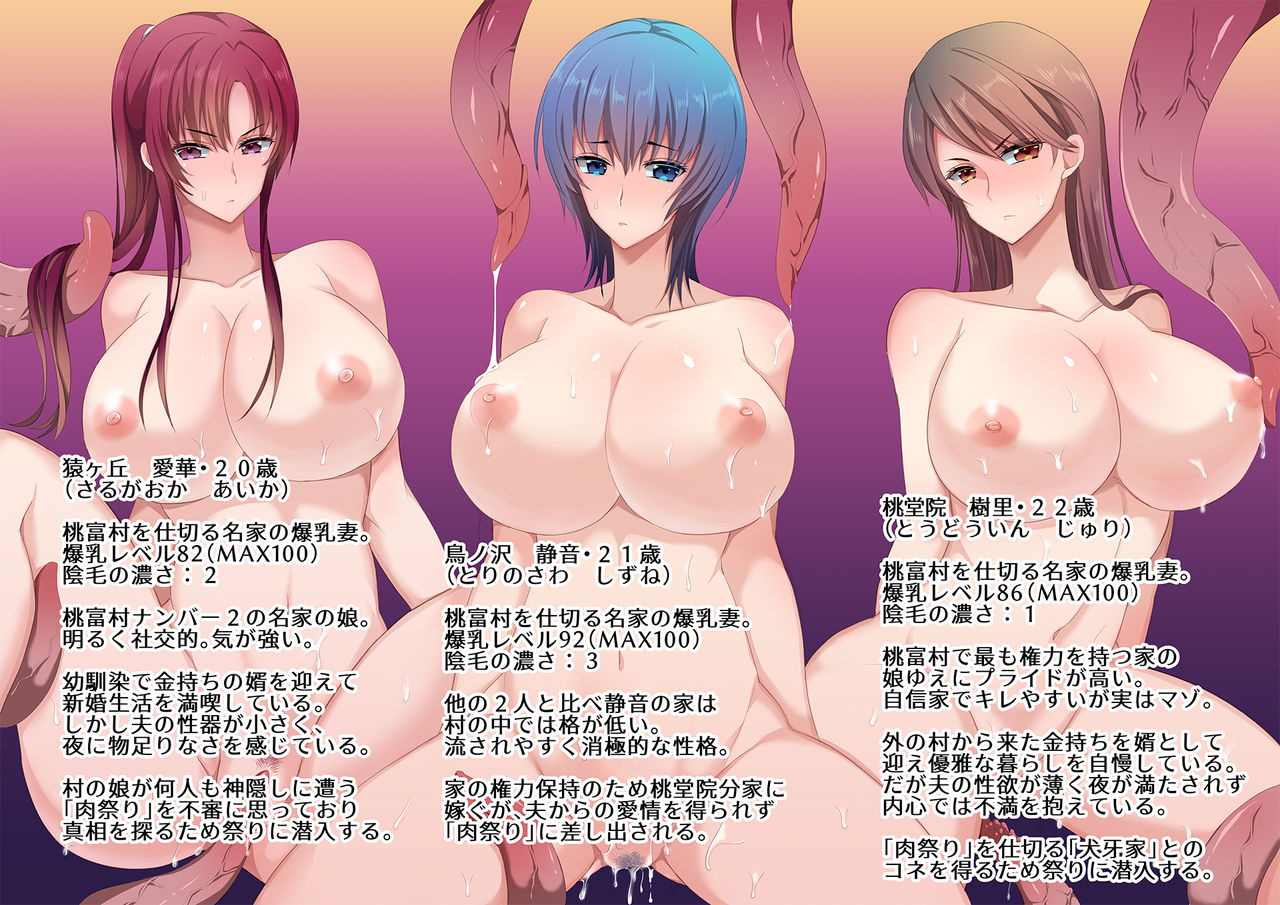 猿ヶ丘　愛華・２０歳
（さるがおか　あいか）
桃富村を仕切る名家の爆乳妻。
爆乳レベル82（MAX100）
陰毛の濃さ：２
桃富村ナンバー２の名家の娘。
明るく社交的。気が強い。
幼馴染で金持ちの婿を迎えて
新婚生活を満喫している。
しかし夫の性器が小さく、
夜に物足りなさを感じている。
村の娘が何人も神隠しに遭う
「肉祭り」を不審に思っており
真相を探るため祭りに潜入する。
鳥ノ沢　静音・２１歳
（とりのさわ　しずね）
桃富村を仕切る名家の爆乳妻。
爆乳レベル92（MAX100）
陰毛の濃さ：３
他の２人と比べ静音の家は
村の中では格が低い。
流されやすく消極的な性格。
家の権力保持のため桃堂院分家に
嫁ぐが、夫からの愛情を得られず
「肉祭り」に差し出される。
桃堂院　樹里・２２歳
（とうどういん　じゅり）
桃富村を仕切る名家の爆乳妻。
爆乳レベル86（MAX100）
陰毛の濃さ：１
桃富村で最も権力を持つ家の
娘ゆえにプライドが高い。
自信家でキレやすいが実はマゾ。
外の村から来た金持ちを婿として
迎え優雅な暮らしを自慢している。
だが夫の性欲が薄く夜が満たされず
内心では不満を抱えている。
「肉祭り」を仕切る「犬牙家」との
コネを得るため祭りに潜入する。